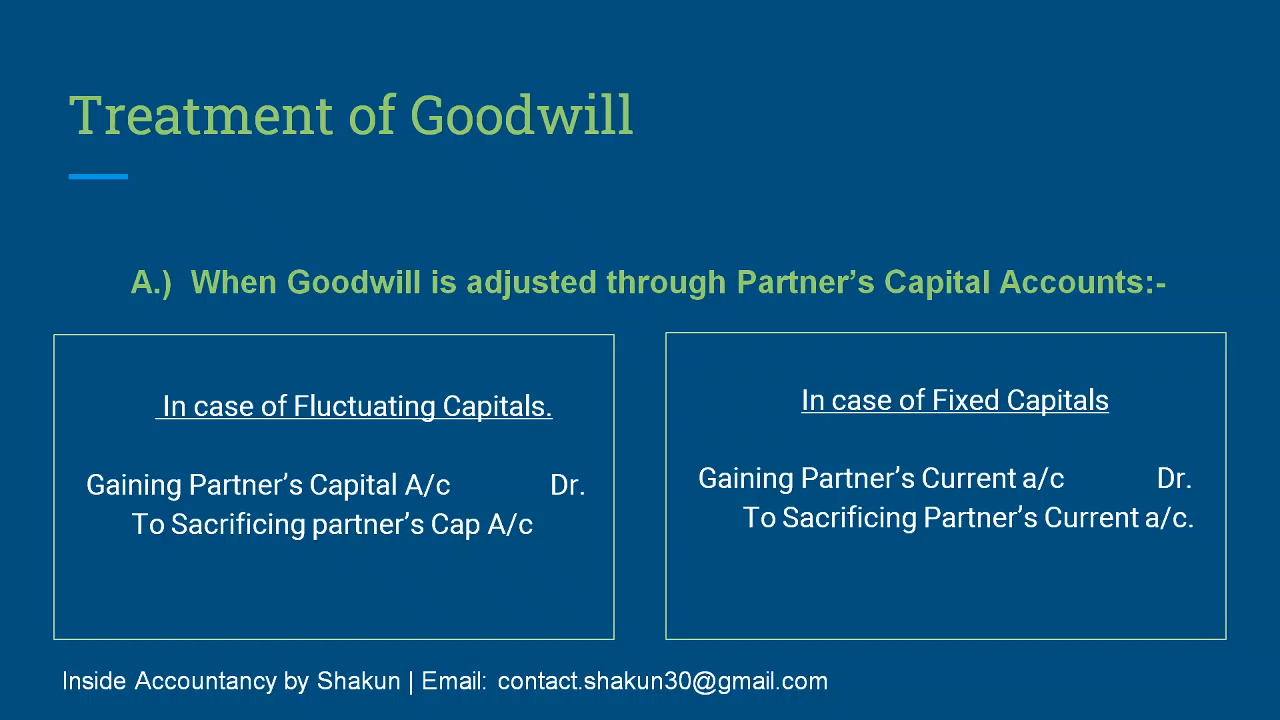 Treatment of Goodwill
A.) When Goodwill is adjusted through Partner’s Capital Accounts:-
In case of Fluctuating Capitals.
Gaining Partner’s Capital A/c Dr.
To Sacrificing partner’s Cap A/c
In case of Fixed Capitals
Gaining Partner’s Current a/c Dr.
To Sacrificing Partner’s Current a/c.
Inside Accountancy by Shakun | Email: contact.shakun30@gmail.com